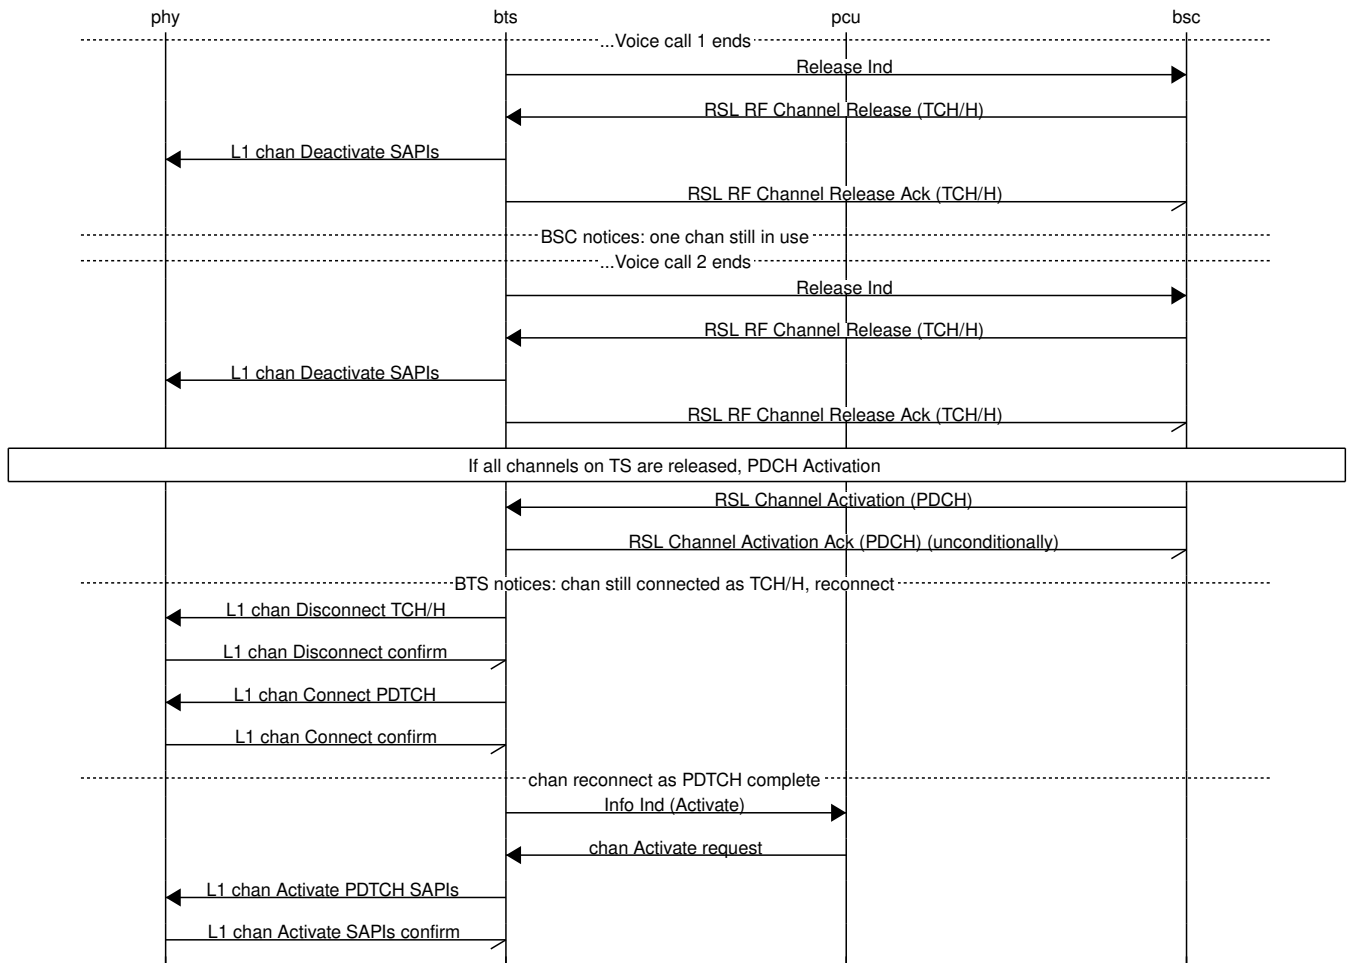 phy bts pcu bsc
...Voice call 1 ends
Release Ind
RSL RF Channel Release (TCH/H)
L1 chan Deactivate SAPIs
RSL RF Channel Release Ack (TCH/H)
BSC notices: one chan still in use
...Voice call 2 ends
Release Ind
RSL RF Channel Release (TCH/H)
L1 chan Deactivate SAPIs
RSL RF Channel Release Ack (TCH/H)
If all channels on TS are released, PDCH Activation
RSL Channel Activation (PDCH)
RSL Channel Activation Ack (PDCH) (unconditionally)
BTS notices: chan still connected as TCH/H, reconnect
L1 chan Disconnect TCH/H
L1 chan Disconnect confirm
L1 chan Connect PDTCH
L1 chan Connect confirm
chan reconnect as PDTCH complete
Info Ind (Activate)
chan Activate request
L1 chan Activate PDTCH SAPIs
L1 chan Activate SAPIs confirm